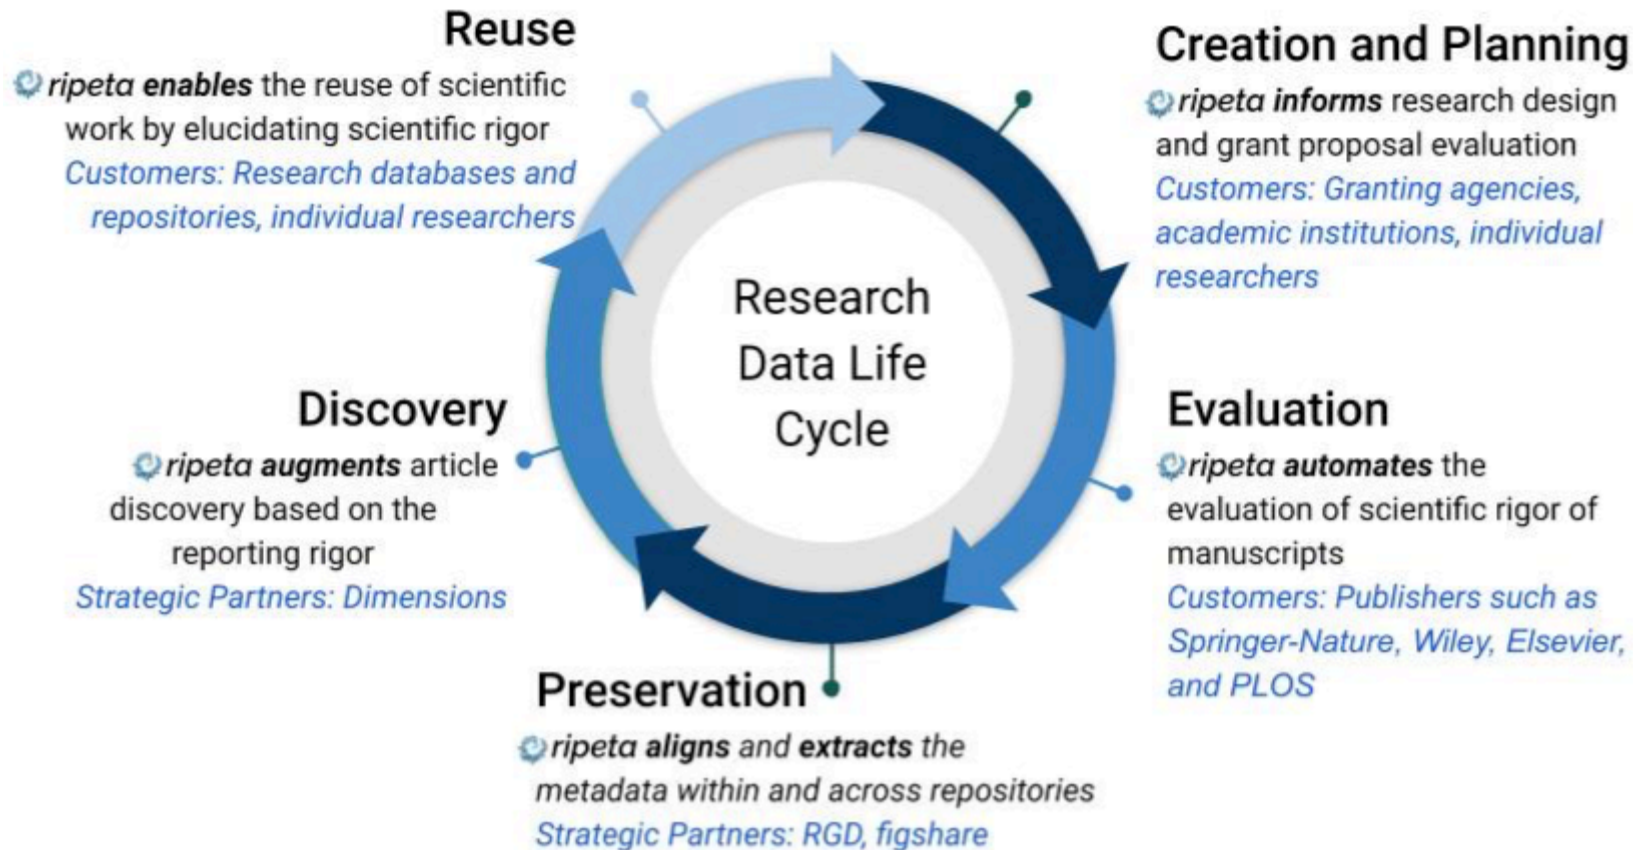 Reuse
ripeta enables the reuse of scientific
work by elucidating scientific rigor
Customers: Research databases and
repositories, individual researchers
Creation and Planning
ripeta informs research design
and grant proposal evaluation
Customers: Granting agencies,
academic institutions, individual
researchers
Research
Data Life
Cycle
Discovery
ripeta augments article
discovery based on the
reporting rigor
Strategic Partners: Dimensions
Evaluation
ripeta automates the
evaluation of scientific rigor of
manuscripts
Customers: Publishers such as
Springer-Nature, Wiley, Elsevier,
and PLOS
Preservation
ripeta aligns and extracts the
metadata within and across repositories
Strategic Partners: RGD, figshare